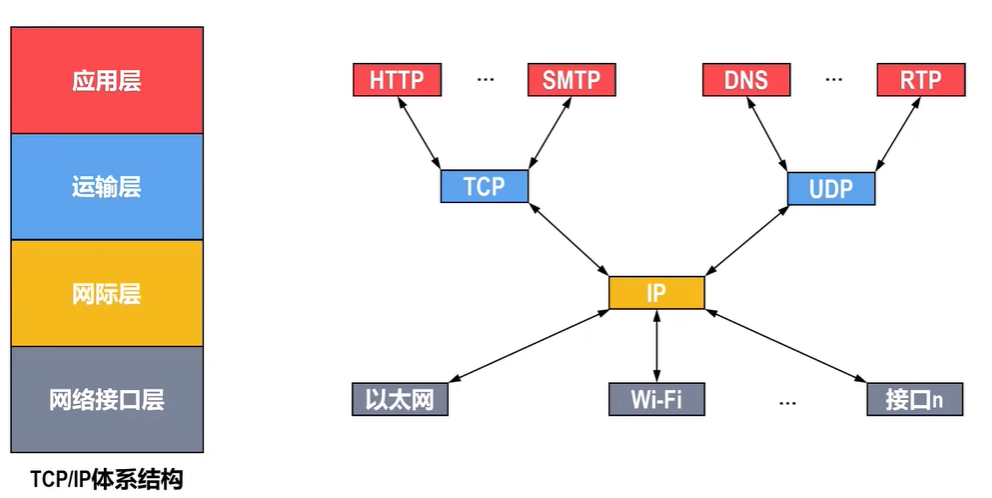 应用层
运输层
网际层
网络接口层
TCP/IP体系结构
HTTP ... SMTP DNS ... RTP
TCP UDP
IP
以太网 Wi-Fi ... 接口n